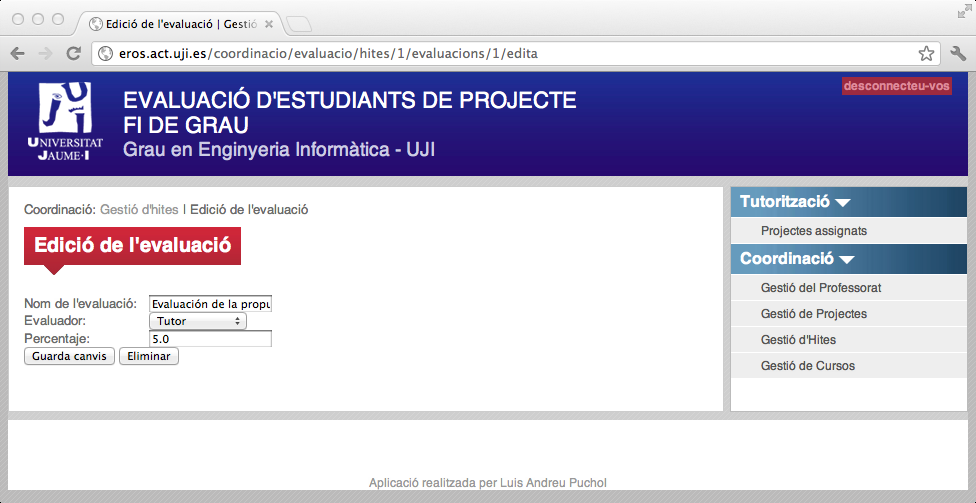 Edició de l'evaluació | Gestió
eros.act.uji.es/coordinacio/evaluacio/hites/1/evaluacions/1/edita
desconnecteu-vos
UNIVERSITAT
JAUME·I
EVALUACIÓ D'ESTUDIANTS DE PROJECTE
FI DE GRAU
Grau en Enginyeria Informàtica - UJI
Coordinació: Gestió d'hites | Edició de l'evaluació
Edició de l'evaluació
Nom de l'evaluació: Evaluación de la propu
Evaluador: Tutor
Percentaje: 5.0
Guarda canvis Eliminar
Tutorització
Projectes assignats
Coordinació
Gestió del Professorat
Gestió de Projectes
Gestió d'Hites
Gestió de Cursos
Aplicació realitzada per Luis Andreu Puchol